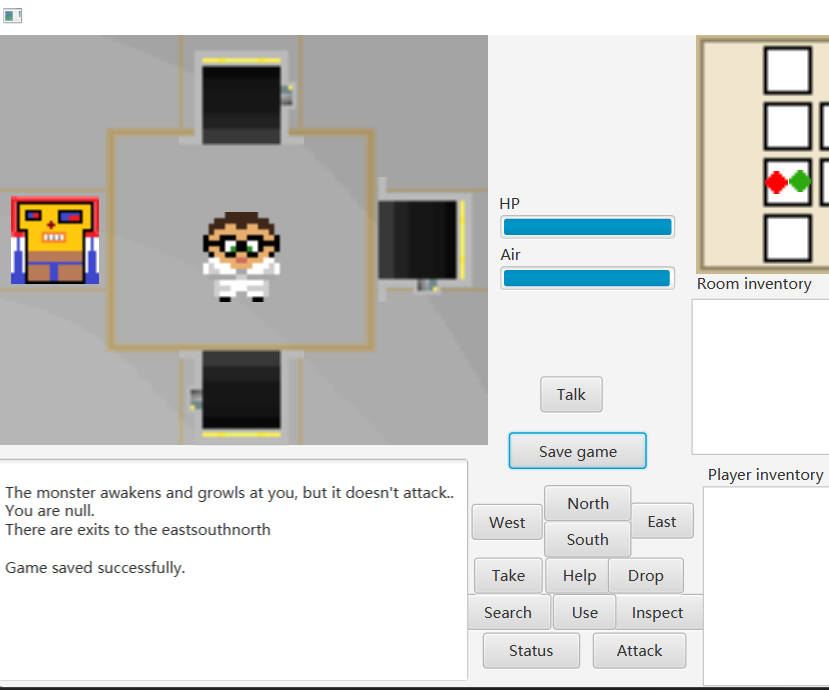 HP
Air
Room inventory
Talk
Save game
Player inventory
The monster awakens and growls at you, but it doesn't attack..
You are null.
There are exits to the eastsouthnorth
Game saved successfully.
North
West
East
South
Take
Help
Drop
Search
Use
Inspect
Status
Attack